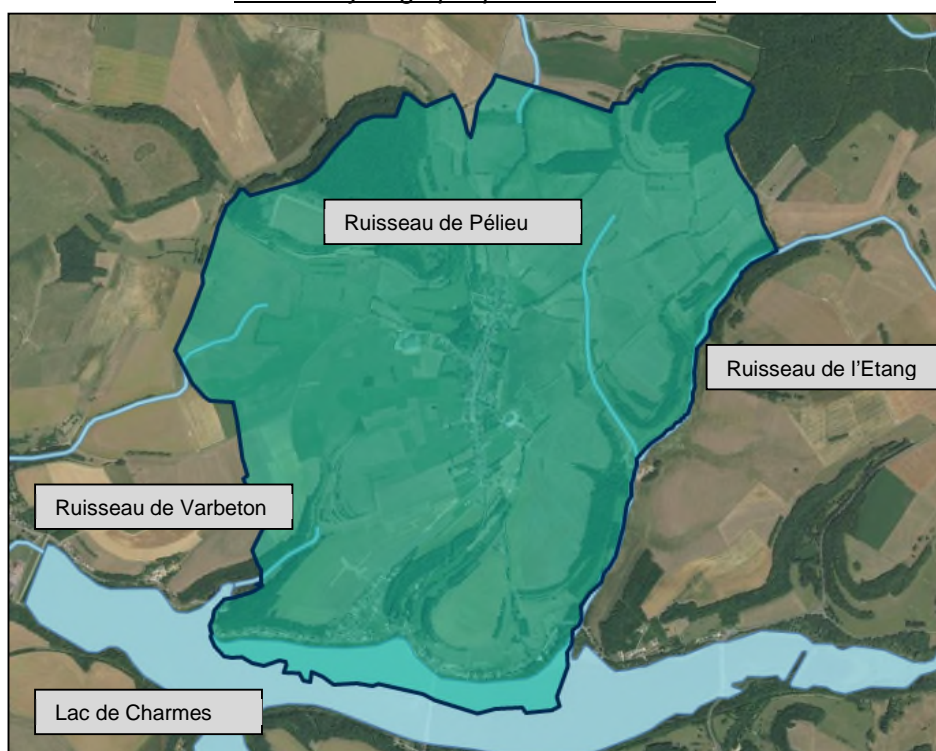 Ruisseau de Pélieu
Ruisseau de l'Etang
Ruisseau de Varbeton
Lac de Charmes